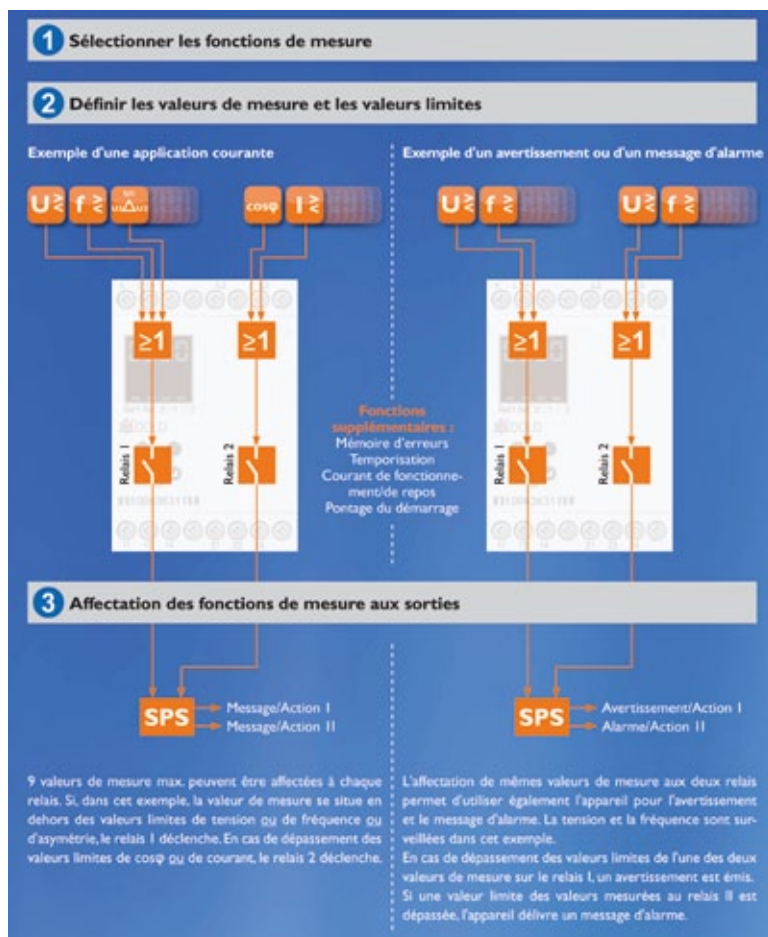 1 Sélectionner les fonctions de mesure
2 Définir les valeurs de mesure et les valeurs limites
Exemple d'une application courante
U≷ f≷ U1ΔU2
cosφ I≷
≥1 ≥1
Relais 1
Relais 2
Exemple d'un avertissement ou d'un message d'alarme
U≷ f≷
U≷ f≷
≥1 ≥1
Relais 1
Relais 2
Fonctions
supplémentaires :
Mémoire d'erreurs
Temporisation
Courant de fonctionne-
ment/de repos
Pontage du démarrage
3 Affectation des fonctions de mesure aux sorties
SPS
Message/Action I
Message/Action II
9 valeurs de mesure max. peuvent être affectées à chaque
relais. Si, dans cet exemple, la valeur de mesure se situe en
dehors des valeurs limites de tension ou de fréquence ou
d'asymétrie, le relais 1 déclenche. En cas de dépassement des
valeurs limites de cosφ ou de courant, le relais 2 déclenche.
SPS
Avertissement/Action I
Alarme/Action II
L'affectation de mêmes valeurs de mesure aux deux relais
permet d'utiliser également l'appareil pour l'avertissement
et le message d'alarme. La tension et la fréquence sont sur-
veillées dans cet exemple.
En cas de dépassement des valeurs limites de l'une des deux
valeurs de mesure sur le relais I, un avertissement est émis.
Si une valeur limite des valeurs mesurées au relais II est
dépassée, l'appareil délivre un message d'alarme.